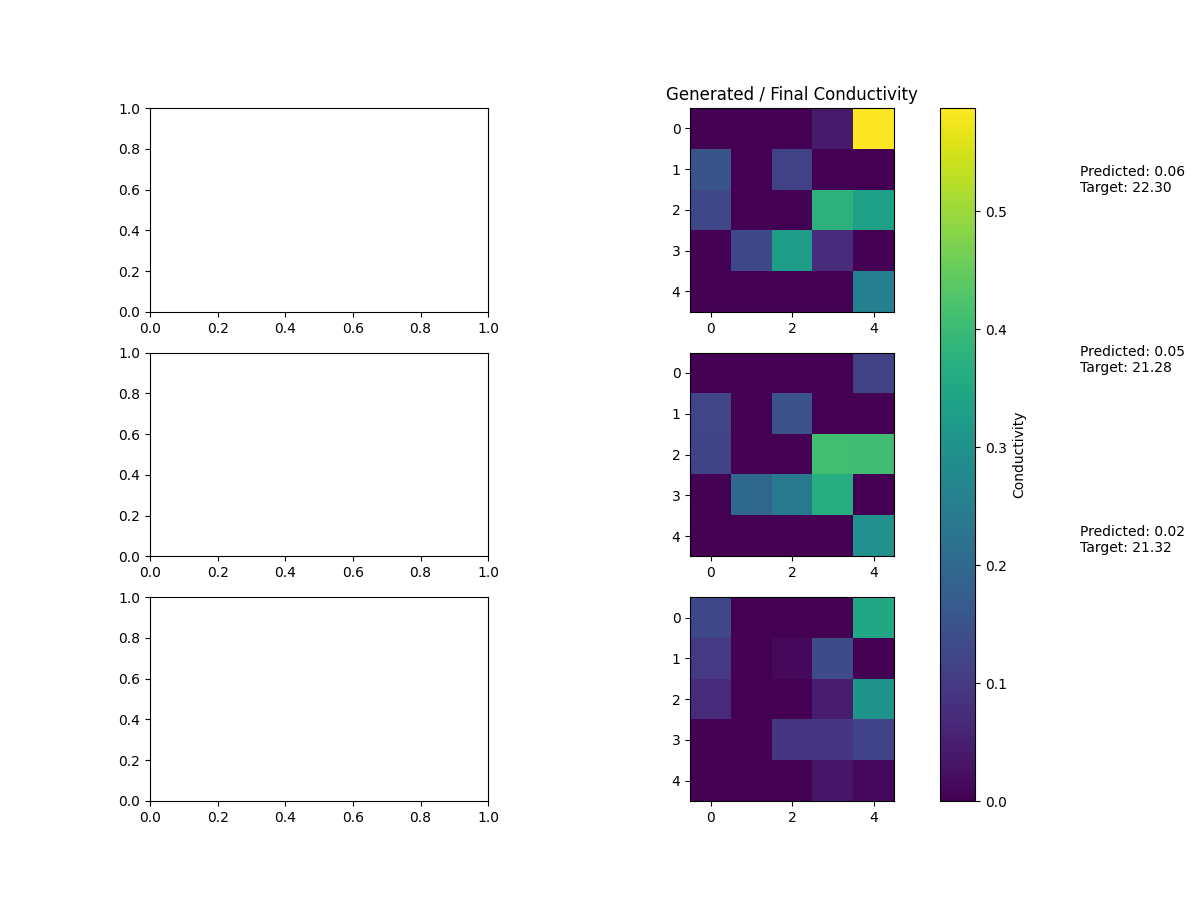 Generated / Final Conductivity
1.0
0.8
0.6
0.4
0.2
0.0
0.0 0.2 0.4 0.6 0.8 1.0
0
1
2
3
4
0 2 4
Predicted: 0.06
Target: 22.30
1.0
0.8
0.6
0.4
0.2
0.0
0.0 0.2 0.4 0.6 0.8 1.0
0
1
2
3
4
0 2 4
Predicted: 0.05
Target: 21.28
1.0
0.8
0.6
0.4
0.2
0.0
0.0 0.2 0.4 0.6 0.8 1.0
0
1
2
3
4
0 2 4
Predicted: 0.02
Target: 21.32
0.5
0.4
0.3
0.2
0.1
0.0
Conductivity